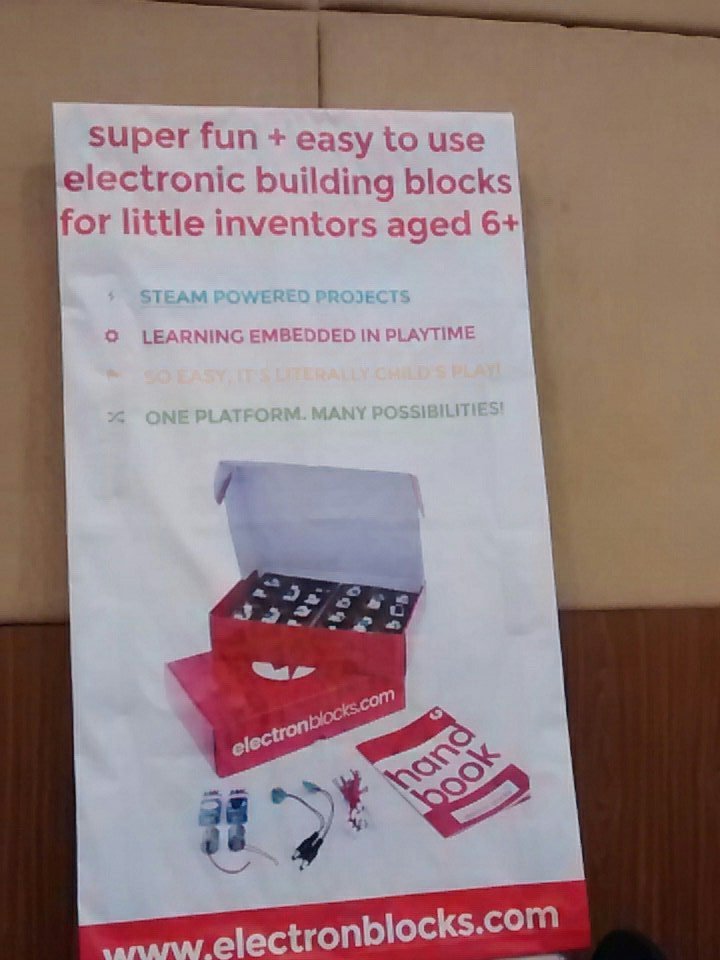 super fun + easy to use
electronic building blocks
for little inventors aged 6+
STEAM POWERED PROJECTS
LEARNING EMBEDDED IN PLAYTIME
SO EASY, IT'S LITERALLY CHILD'S PLAY!
ONE PLATFORM. MANY POSSIBILITIES!
electronblocks.com
hand
book
www.electronblocks.com